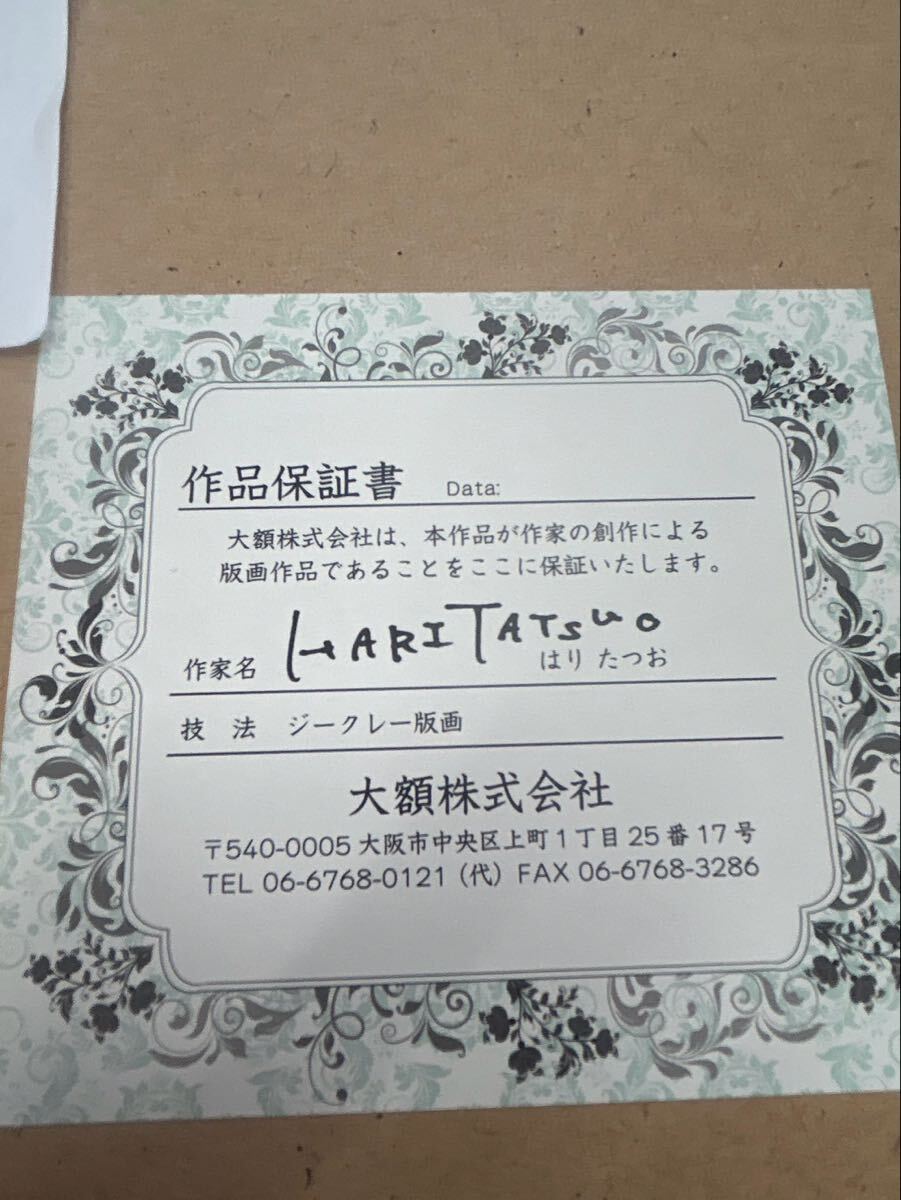 作品保証書 Data:
大額株式会社は、本作品が作家の創作による
版画作品であることをここに保証いたします。
作家名 HARI TATSUO
はり たつお
技 法 ジークレー版画
大額株式会社
〒540-0005 大阪市中央区上町1丁目25番17号
TEL 06-6768-0121（代）FAX 06-6768-3286